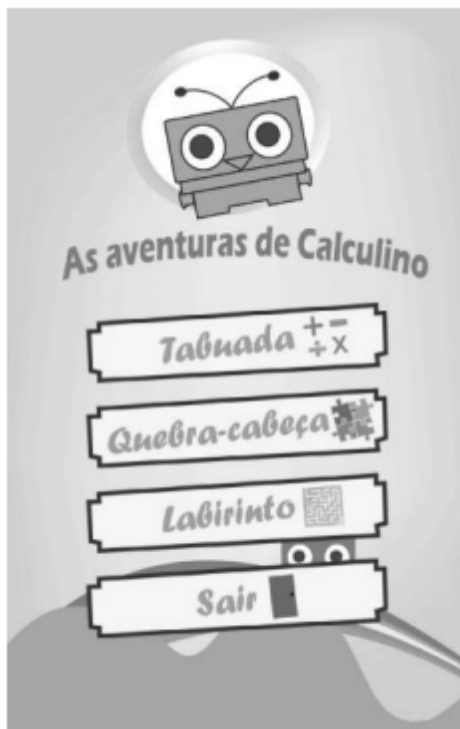 As aventuras de Calculino
Tabuada + - ÷ x
Quebra-cabeça
Labirinto
Sair